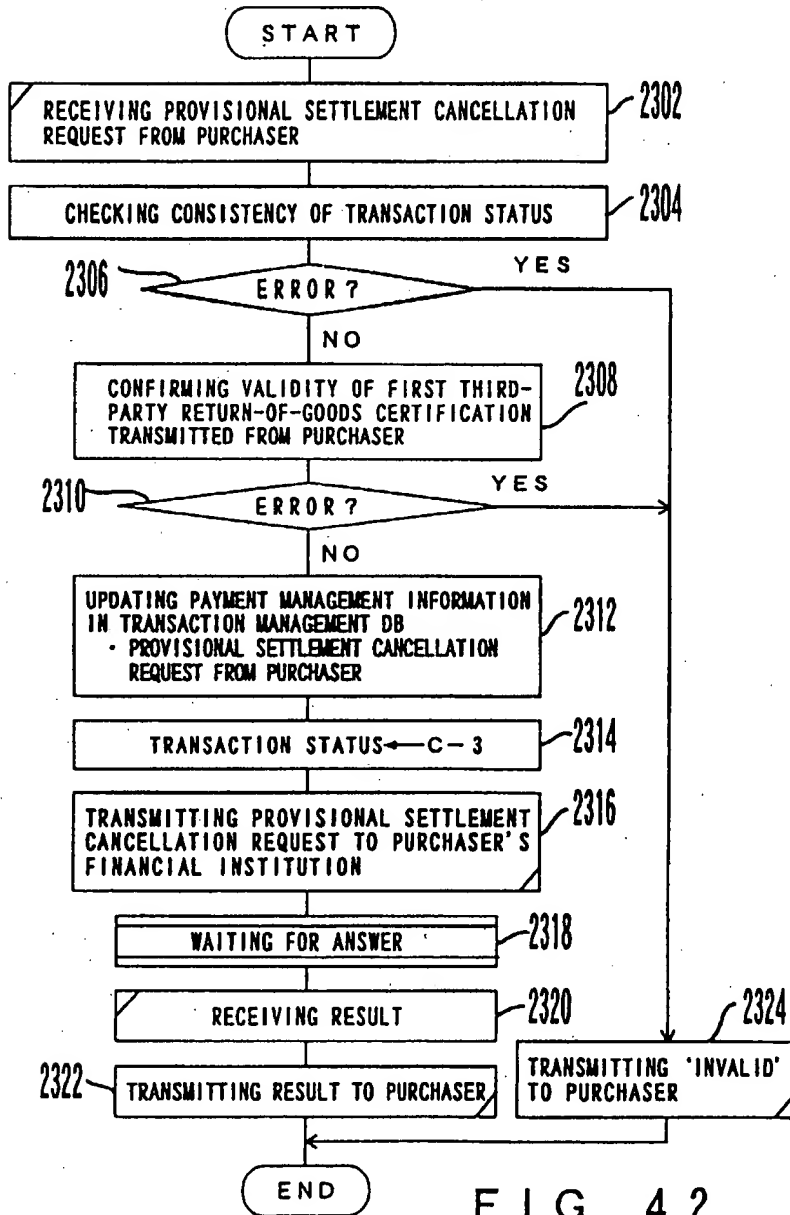 START
RECEIVING PROVISIONAL SETTLEMENT CANCELLATION
REQUEST FROM PURCHASER
2302
CHECKING CONSISTENCY OF TRANSACTION STATUS
2304
2306
ERROR?
YES
NO
CONFIRMING VALIDITY OF FIRST THIRD-
PARTY RETURN-OF-GOODS CERTIFICATION
TRANSMITTED FROM PURCHASER
2308
2310
ERROR?
YES
NO
UPDATING PAYMENT MANAGEMENT INFORMATION
IN TRANSACTION MANAGEMENT DB
· PROVISIONAL SETTLEMENT CANCELLATION
REQUEST FROM PURCHASER
2312
TRANSACTION STATUS←C-3
2314
TRANSMITTING PROVISIONAL SETTLEMENT
CANCELLATION REQUEST TO PURCHASER'S
FINANCIAL INSTITUTION
2316
WAITING FOR ANSWER
2318
RECEIVING RESULT
2320
2322
TRANSMITTING RESULT TO PURCHASER
2324
TRANSMITTING 'INVALID'
TO PURCHASER
END
FIG. 42